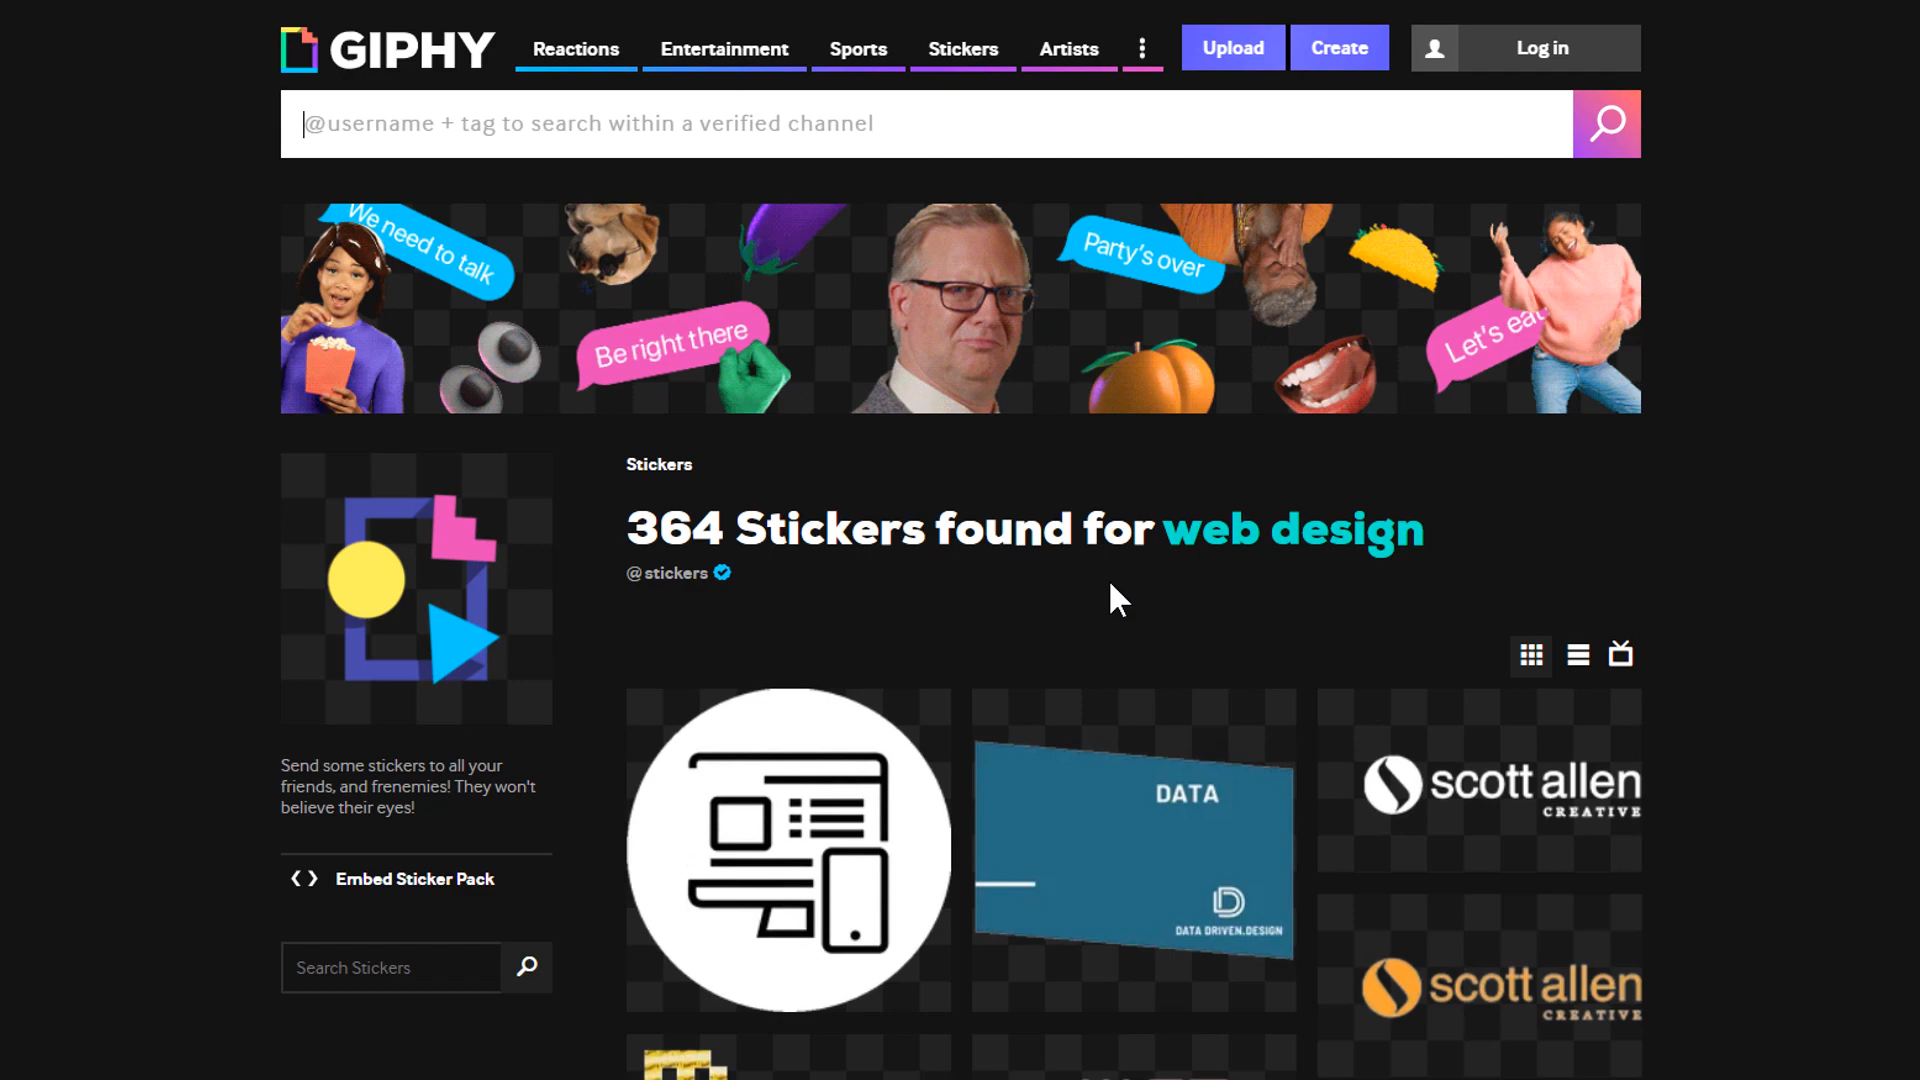 GIPHY
Reactions
Entertainment
Sports
Stickers
Artists
Upload
Create
Log in
@username + tag to search within a verified channel
We need to talk
Be right there
Party's over
Let's eat
Stickers
364 Stickers found for web design
@stickers
Send some stickers to all your
friends, and frenemies! They won't
believe their eyes!
Embed Sticker Pack
Search Stickers
DATA
DATA DRIVEN.DESIGN
scott allen
CREATIVE
scott allen
CREATIVE